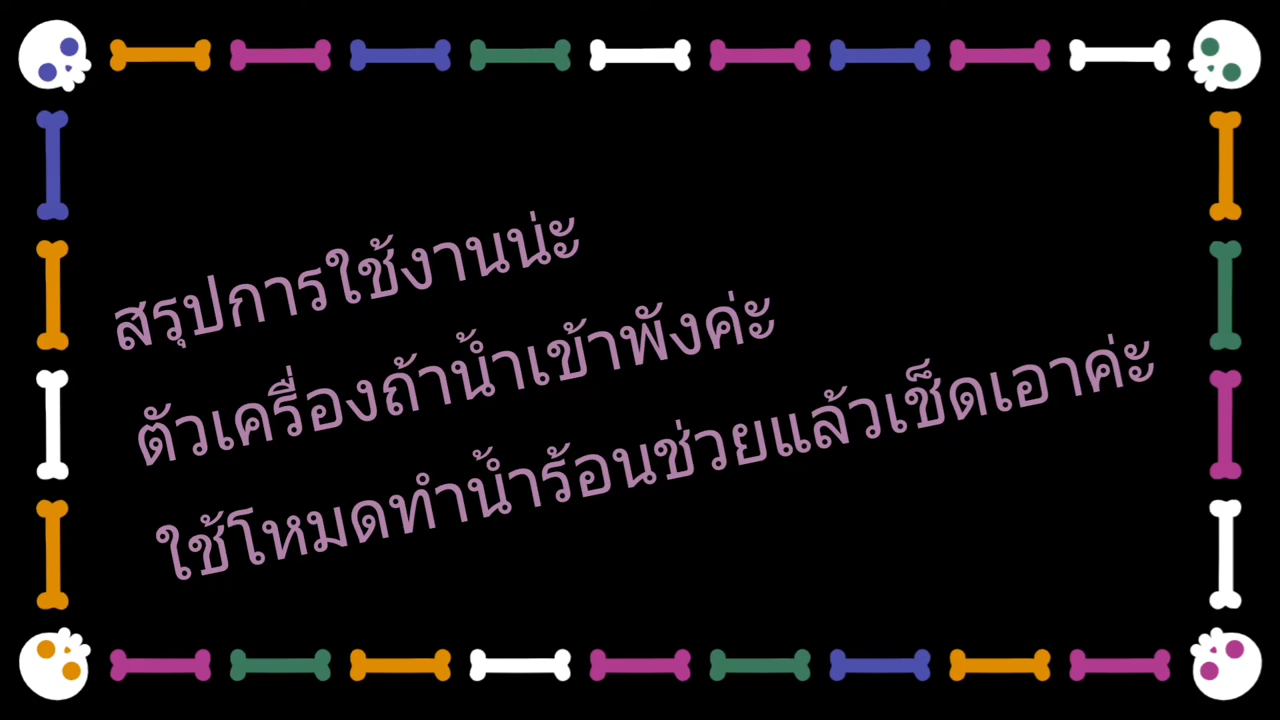 สรุปการใช้งานน่ะ
ตัวเครื่องถ้าน้ำเข้าพังค่ะ
ใช้โหมดทำน้ำร้อนช่วยแล้วเช็ดเอาค่ะ